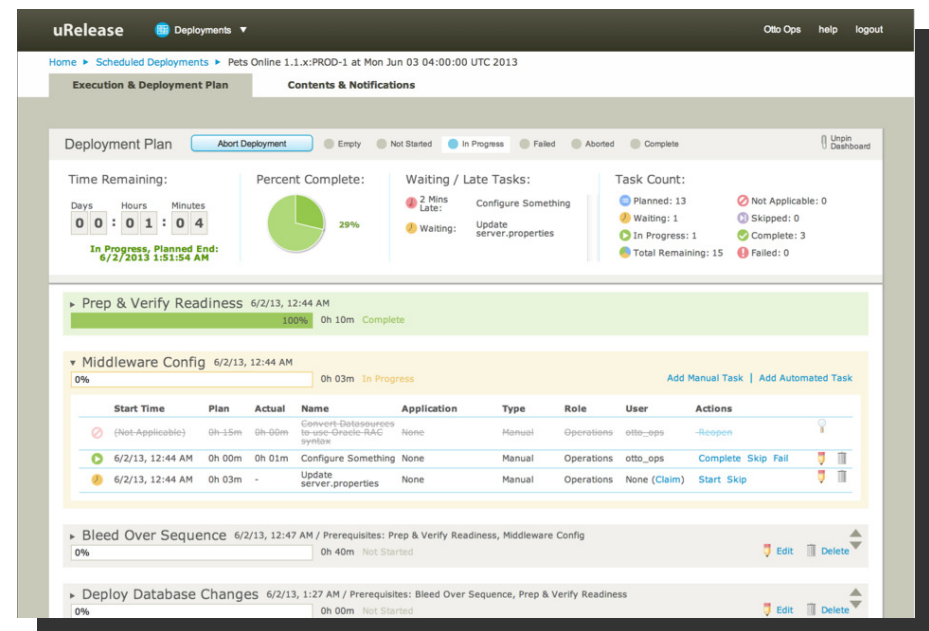 uRelease Deployments ▼ Otto Ops help logout
Home ▸ Scheduled Deployments ▸ Pets Online 1.1.x:PROD-1 at Mon Jun 03 04:00:00 UTC 2013
Execution & Deployment Plan Contents & Notifications
Deployment Plan Abort Deployment Empty Not Started In Progress Failed Aborted Complete Unpin Dashboard
Time Remaining: Percent Complete: Waiting / Late Tasks: Task Count:
Days Hours Minutes
0 0 : 0 1 : 0 4
In Progress, Planned End:
6/2/2013 1:51:54 AM
29%
2 Mins Late: Configure Something
Waiting: Update server.properties
Planned: 13 Not Applicable: 0
Waiting: 1 Skipped: 0
In Progress: 1 Complete: 3
Total Remaining: 15 Failed: 0
▸ Prep & Verify Readiness 6/2/13, 12:44 AM
100% 0h 10m Complete
▾ Middleware Config 6/2/13, 12:44 AM
0% 0h 03m In Progress Add Manual Task | Add Automated Task
Start Time Plan Actual Name Application Type Role User Actions
(Not Applicable) 0h 15m 0h 00m Convert Datasources to use Oracle RAC syntax None Manual Operations otto_ops Reopen
6/2/13, 12:44 AM 0h 00m 0h 01m Configure Something None Manual Operations otto_ops Complete Skip Fail
6/2/13, 12:44 AM 0h 03m - Update server.properties None Manual Operations None (Claim) Start Skip
▸ Bleed Over Sequence 6/2/13, 12:47 AM / Prerequisites: Prep & Verify Readiness, Middleware Config
0% 0h 40m Not Started Edit Delete
▸ Deploy Database Changes 6/2/13, 1:27 AM / Prerequisites: Bleed Over Sequence, Prep & Verify Readiness
0% 0h 00m Not Started Edit Delete